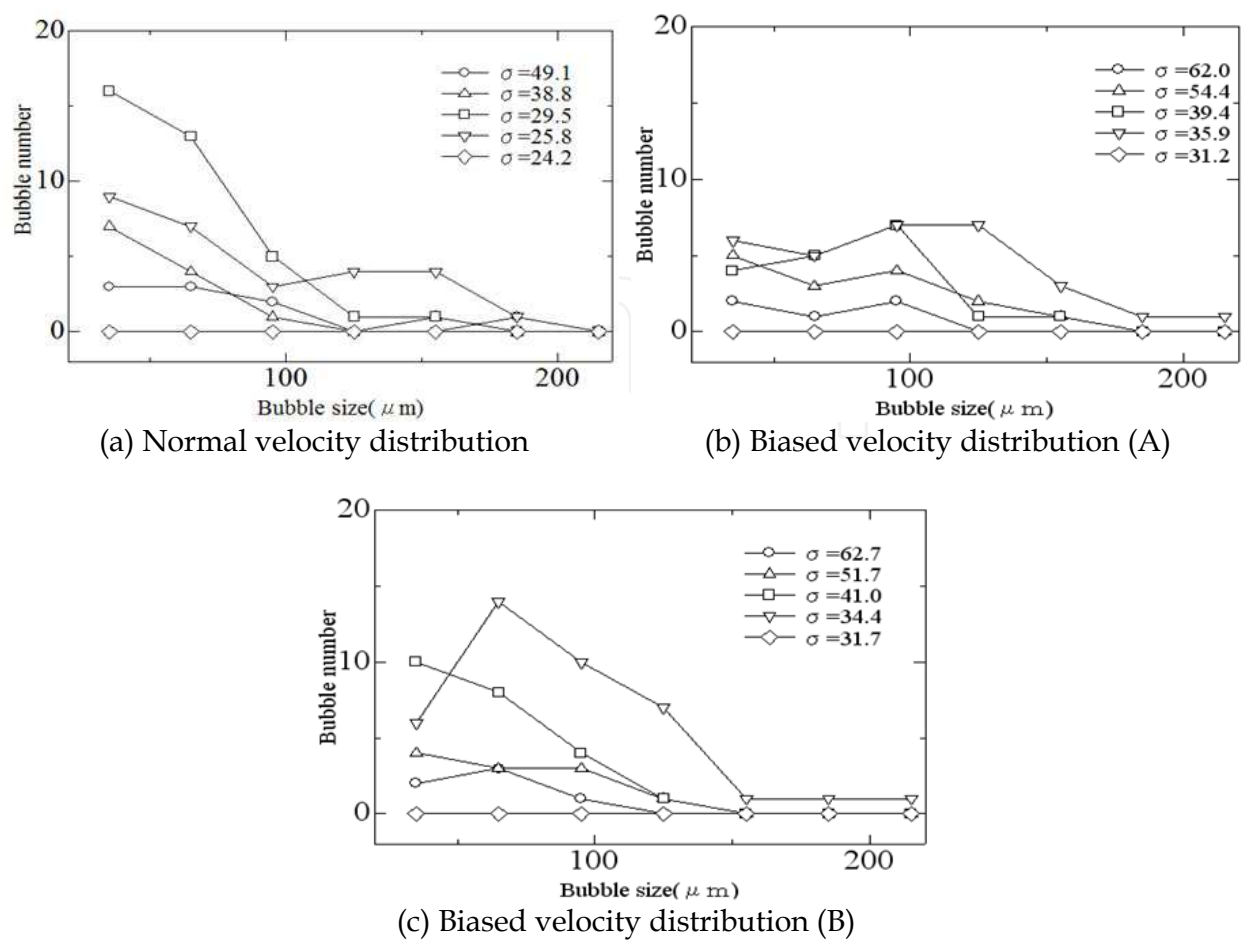 20
10
0
Bubble number
σ=49.1
σ=38.8
σ=29.5
σ=25.8
σ=24.2
100
200
Bubble size(μm)
(a) Normal velocity distribution
20
10
0
Bubble number
σ=62.0
σ=54.4
σ=39.4
σ=35.9
σ=31.2
100
200
Bubble size(μm)
(b) Biased velocity distribution (A)
20
10
0
Bubble number
σ=62.7
σ=51.7
σ=41.0
σ=34.4
σ=31.7
100
200
Bubble size(μm)
(c) Biased velocity distribution (B)